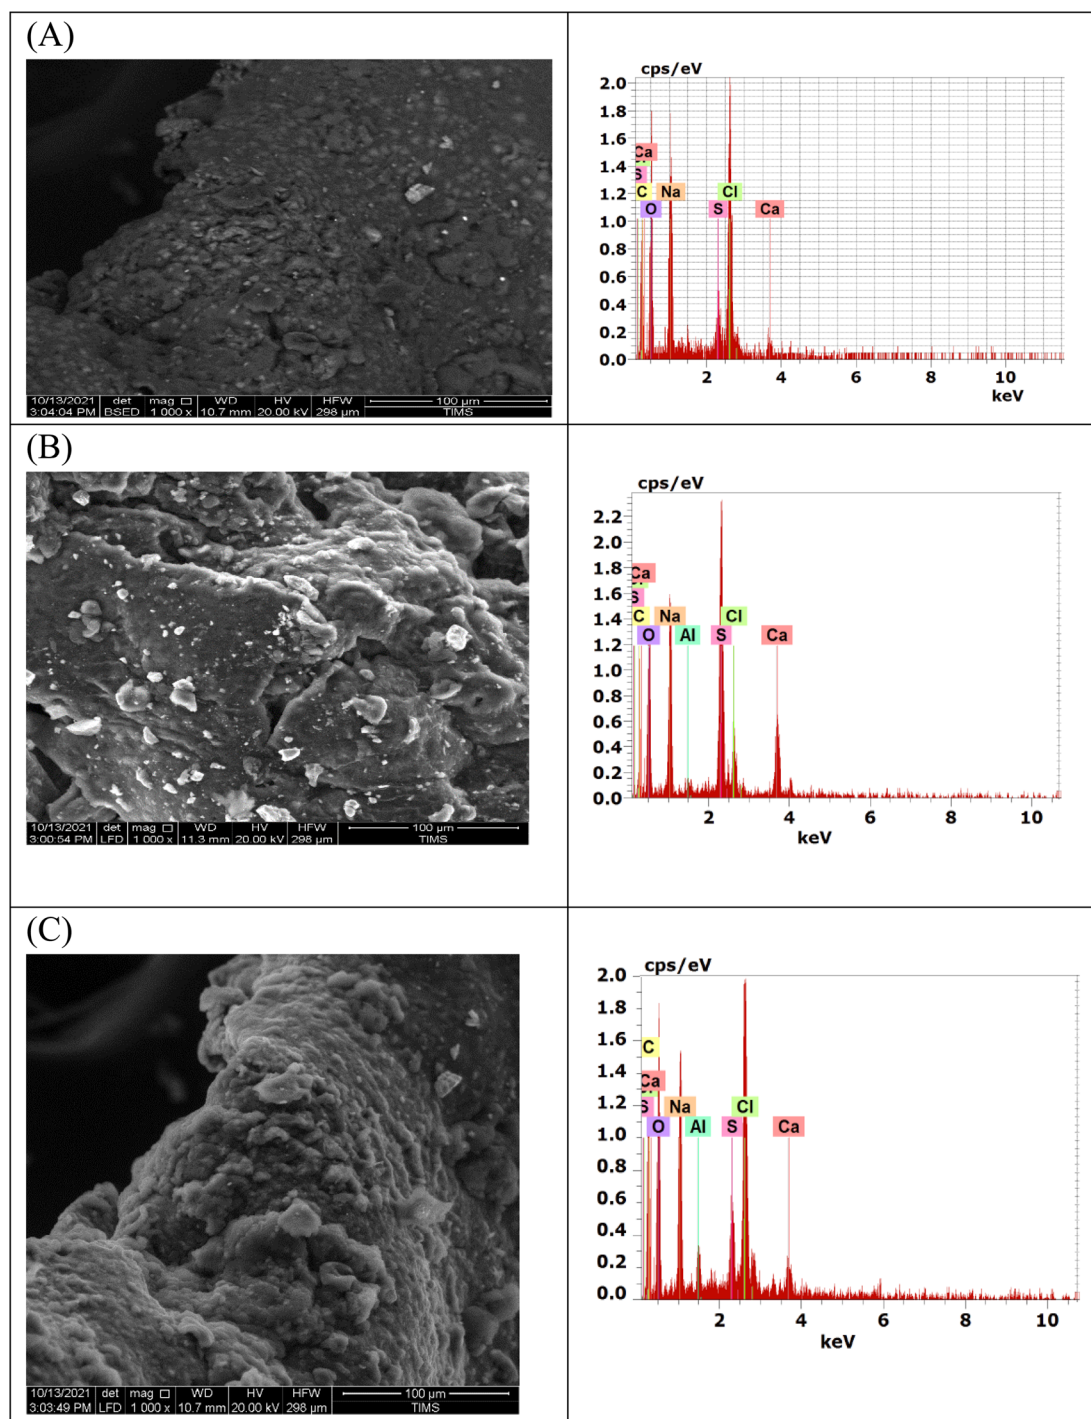 (A)
10/13/2021 det mag □ WD HV HFW 100 µm
3:04:04 PM BSED 1 000 x 10.7 mm 20.00 kV 298 µm TIMS
cps/eV
2.0
1.8
1.6
1.4
1.2
1.0
0.8
0.6
0.4
0.2
0.0
Ca
S
C Na Cl
O S Ca
2 4 6 8 10
keV
(B)
10/13/2021 det mag □ WD HV HFW 100 µm
3:00:54 PM LFD 1 000 x 11.3 mm 20.00 kV 298 µm TIMS
cps/eV
2.2
2.0
1.8
1.6
1.4
1.2
1.0
0.8
0.6
0.4
0.2
0.0
Ca
S
C Na Cl
O Al S Ca
2 4 6 8 10
keV
(C)
10/13/2021 det mag □ WD HV HFW 100 µm
3:03:49 PM LFD 1 000 x 10.7 mm 20.00 kV 298 µm TIMS
cps/eV
2.0
1.8
1.6
1.4
1.2
1.0
0.8
0.6
0.4
0.2
0.0
C
Ca
S Na Cl
O Al S Ca
2 4 6 8 10
keV